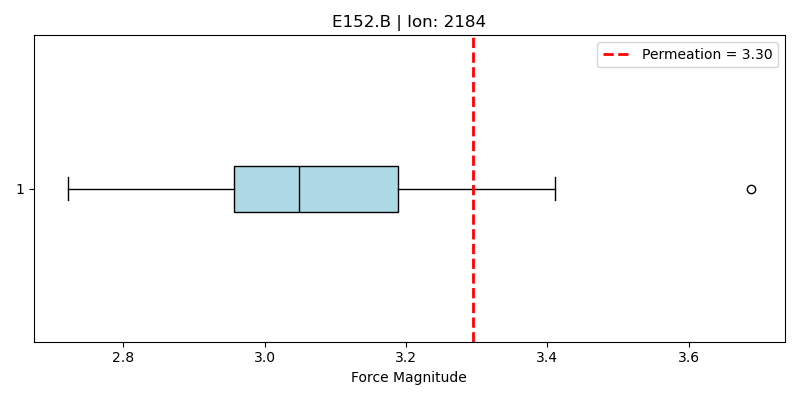 E152.B | Ion: 2184
Permeation = 3.30
1
2.8 3.0 3.2 3.4 3.6
Force Magnitude